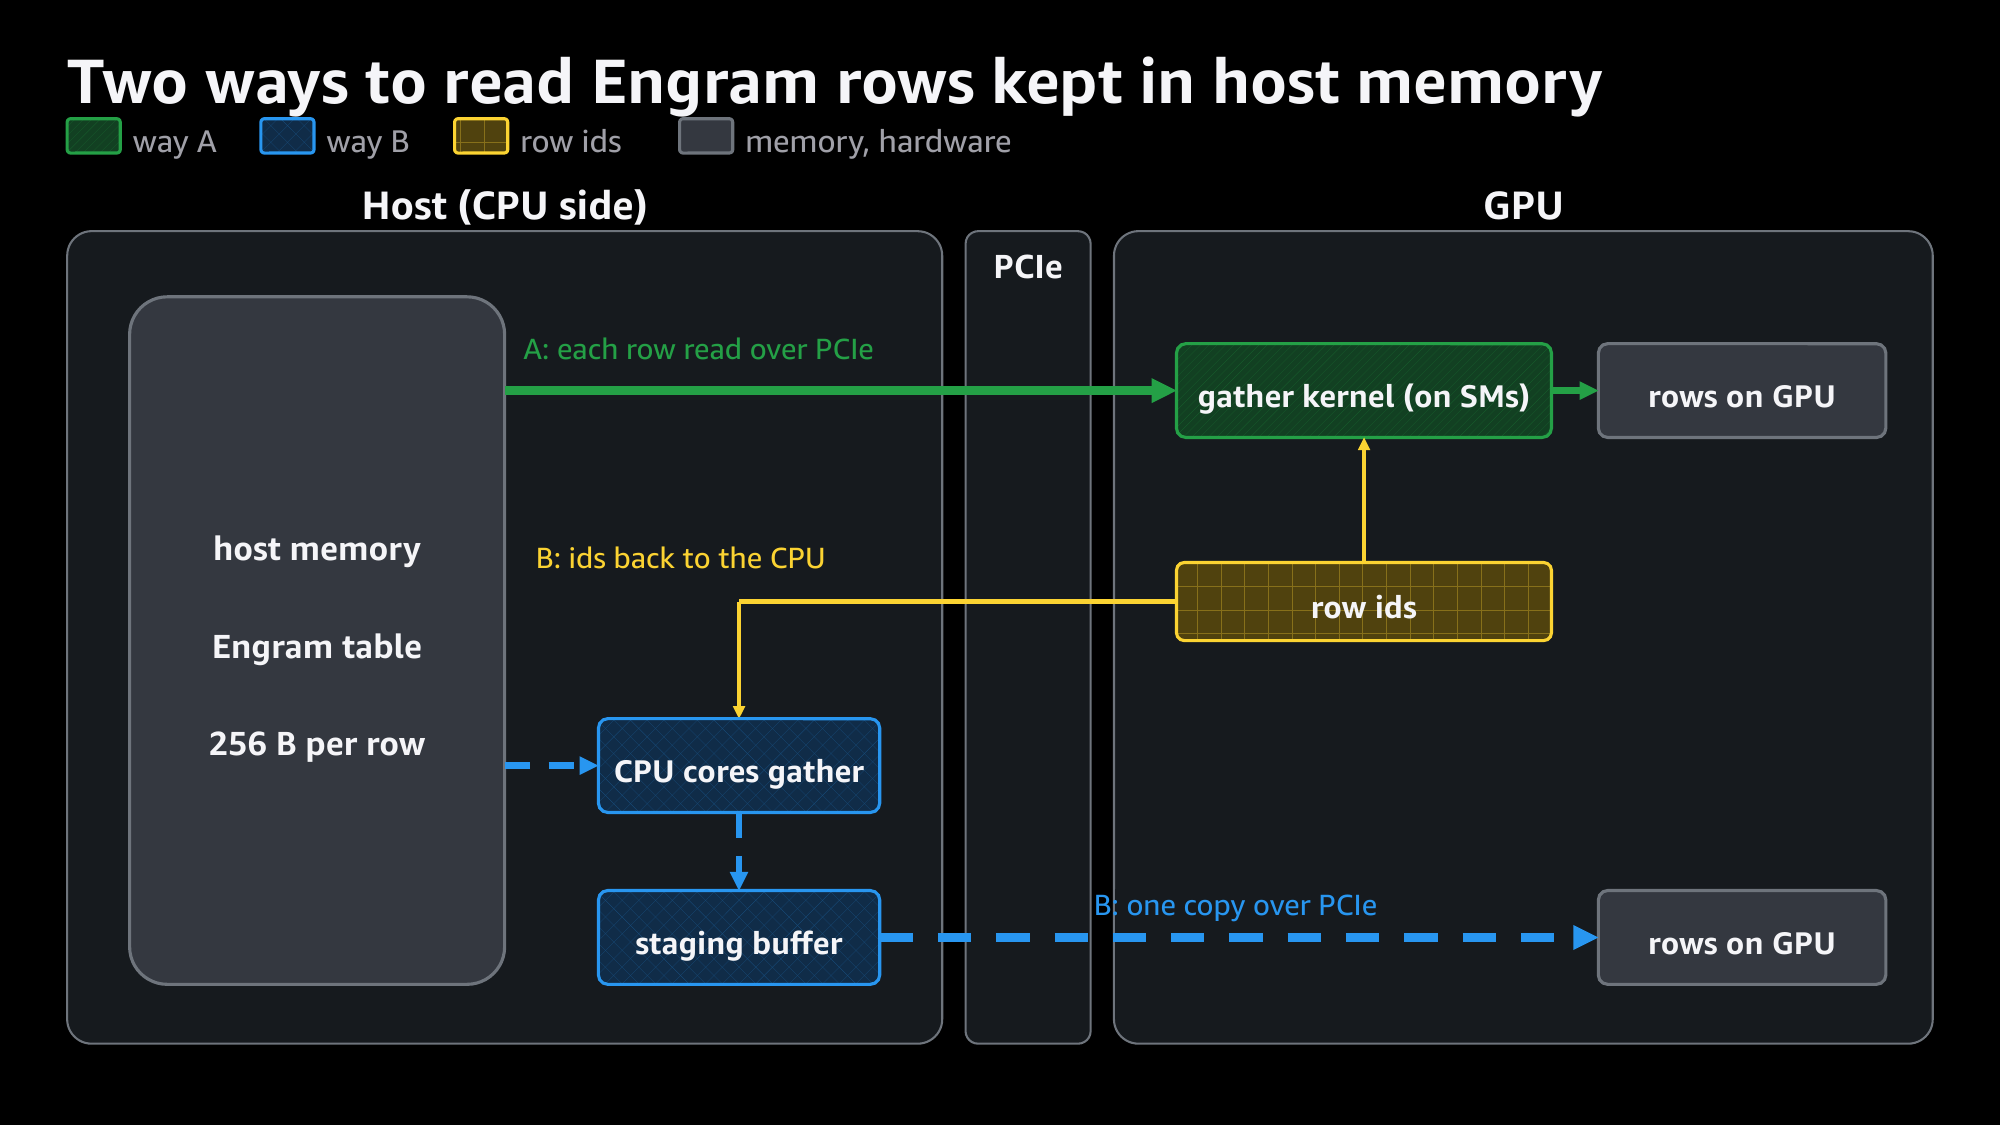 Two ways to read Engram rows kept in host memory
way A
way B
row ids
memory, hardware
Host (CPU side)
GPU
PCIe
A: each row read over PCIe
gather kernel (on SMs)
rows on GPU
host memory
Engram table
256 B per row
B: ids back to the CPU
row ids
CPU cores gather
staging buffer
B: one copy over PCIe
rows on GPU